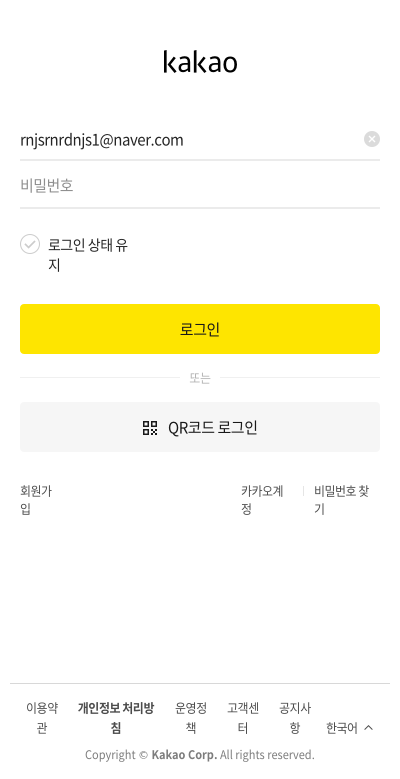 kakao
rnjsrnrdnjs1@naver.com
비밀번호
로그인 상태 유
지
로그인
또는
QR코드 로그인
회원가
입
카카오계
정
비밀번호 찾
기
이용약
관
개인정보 처리방
침
운영정
책
고객센
터
공지사
항
한국어
Copyright © Kakao Corp. All rights reserved.